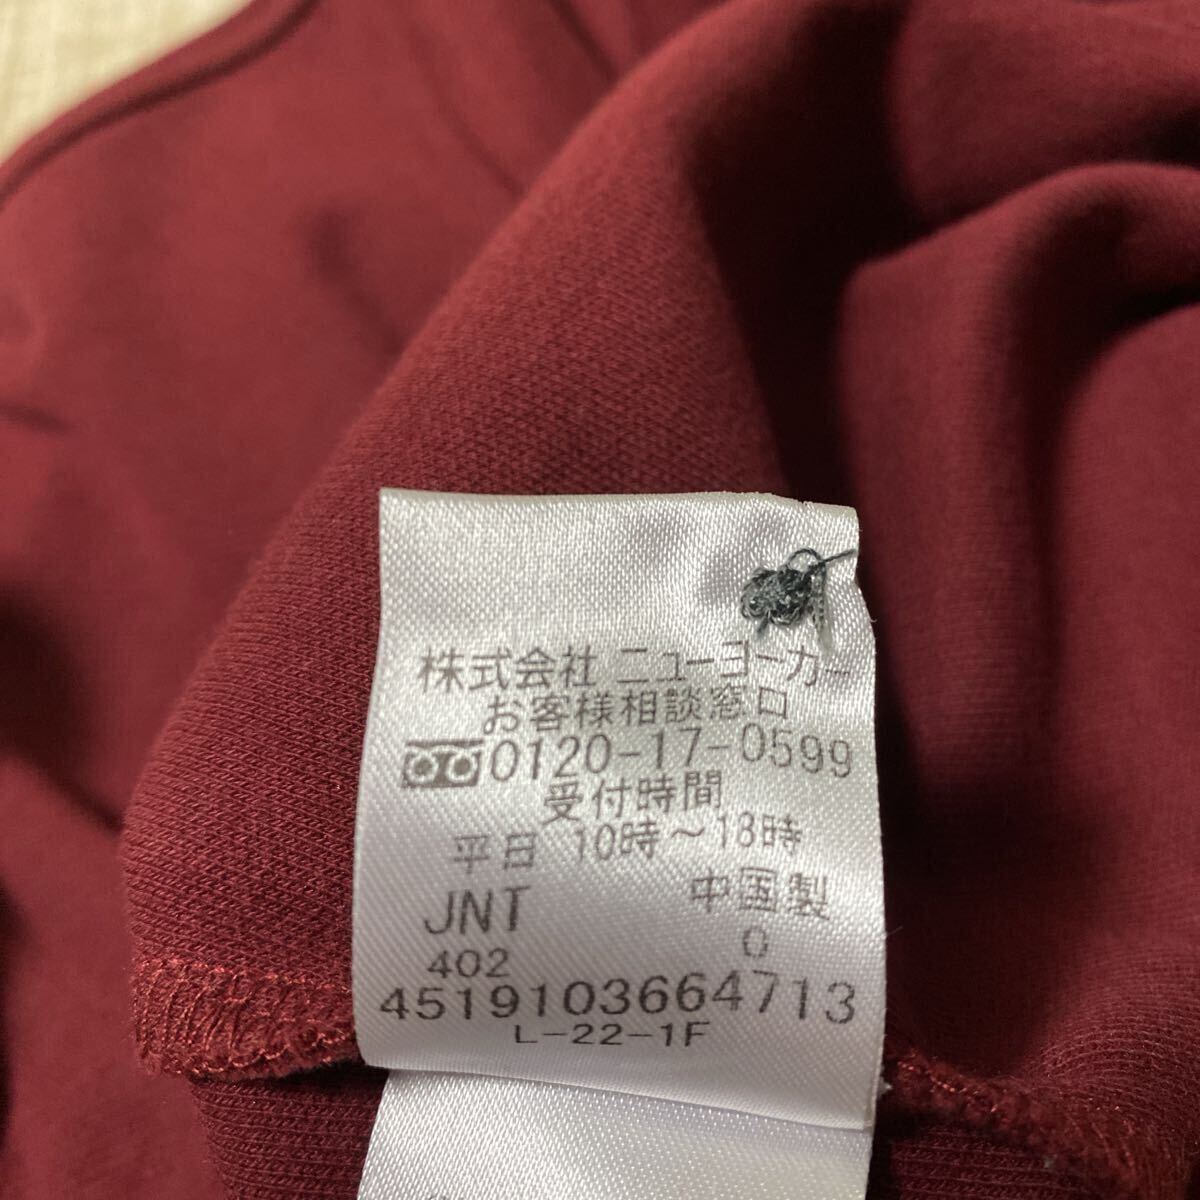 株式会社 ニューヨーカー
お客様相談窓口
0120-17-0599
受付時間
平日 10時～18時
JNT 中国製
402 0
4519103664713
L-22-1F